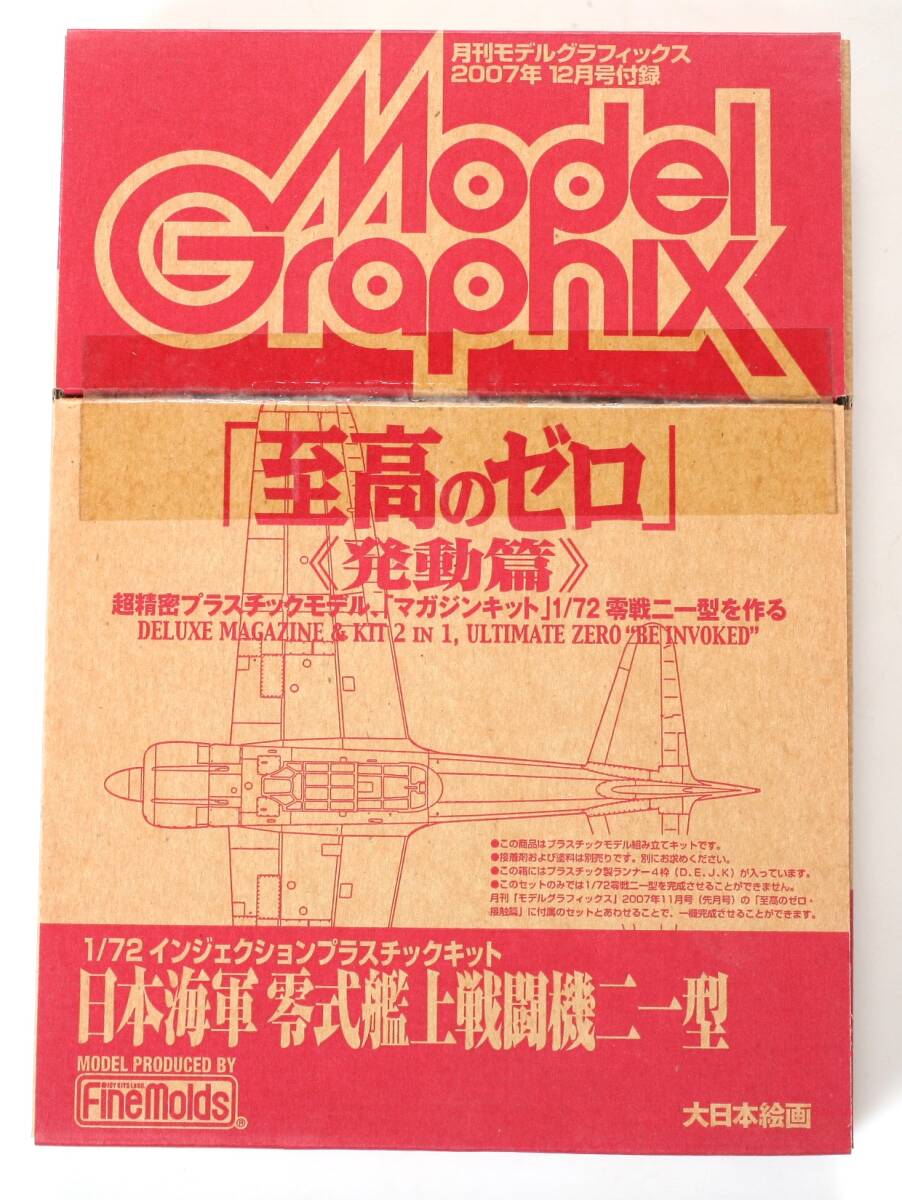 月刊モデルグラフィックス
2007年 12月号付録
Model
Graphix
「至高のゼロ」
《発動篇》
超精密プラスチックモデル、「マガジンキット」1/72 零戦二一型を作る
DELUXE MAGAZINE & KIT 2 IN 1, ULTIMATE ZERO “BE INVOKED”
●この商品はプラスチックモデル組み立てキットです。
●接着剤および塗料は別売りです。別にお求めください。
●この箱にはプラスチック製ランナー4枠（D、E、J、K）が入っています。
●このセットのみでは1/72零戦二一型を完成させることができません。
月刊『モデルグラフィックス』2007年11月号（先月号）の「至高のゼロ・
接触篇」に付属のセットとあわせることで、一機完成させることができます。
1/72 インジェクションプラスチックキット
日本海軍 零式艦上戦闘機二一型
MODEL PRODUCED BY
FineMolds®
大日本絵画